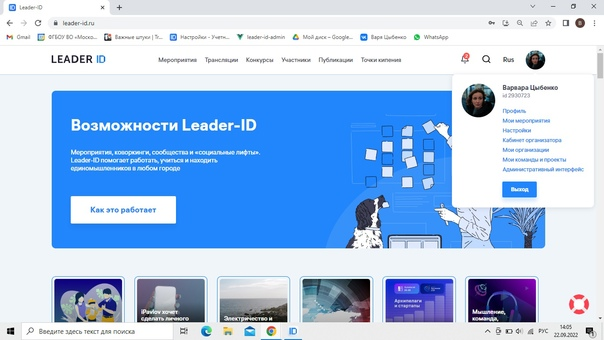 Leader-ID
leader-id.ru
Gmail
ФГБОУ ВО «Моско...
Важные штуки | Tr...
Настройки - Учетн...
leader-id-admin
Мой диск – Google...
Варя Цыбенко
WhatsApp
LEADER ID
Мероприятия Трансляции Конкурсы Участники Публикации Точки кипения
Rus
Варвара Цыбенко
id 2930723
Профиль
Мои мероприятия
Настройки
Кабинет организатора
Мои организации
Мои команды и проекты
Административный интерфейс
Выход
Возможности Leader-ID
Мероприятия, коворкинги, сообщества и «социальные лифты».
Leader-ID помогает работать, учиться и находить
единомышленников в любом городе
Как это работает
iPavlov хочет
сделать личного
Электричество и
Архипелаги
и стартапы
Мышление,
команда,
Введите здесь текст для поиска
РУС
14:05
22.09.2022